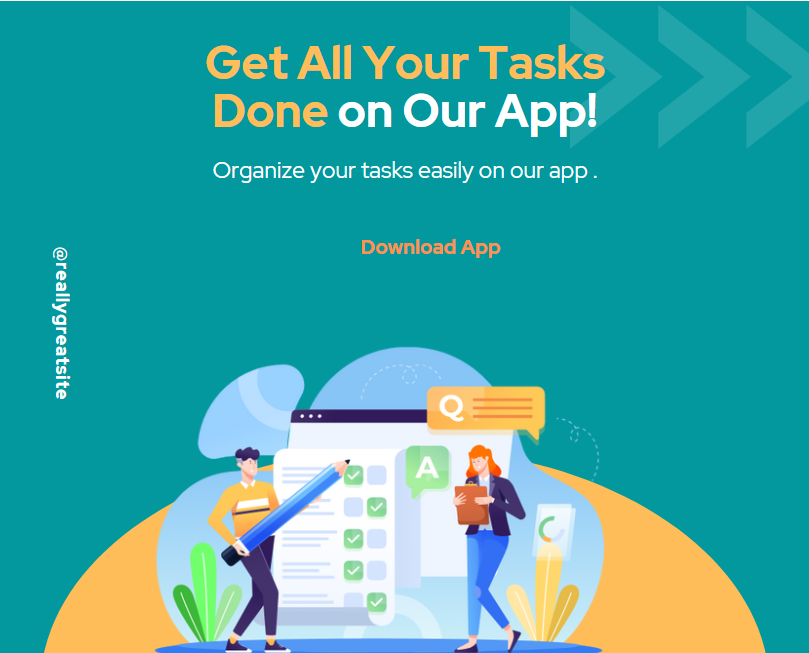 Get All Your Tasks
Done on Our App!
Organize your tasks easily on our app .
Download App
@reallygreatsite
Q
A